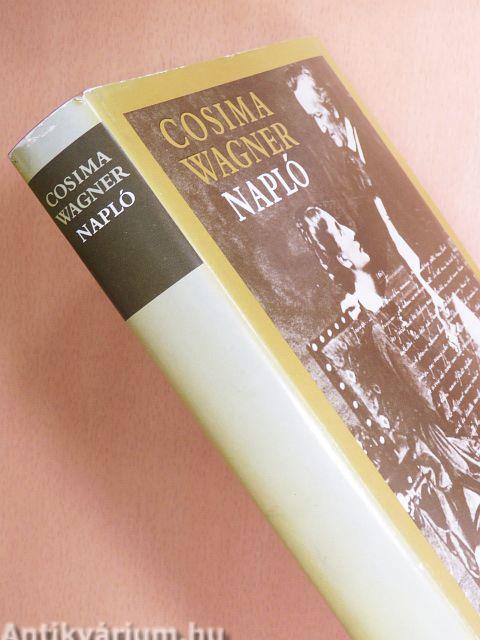 COSIMA
WAGNER
NAPLÓ
COSIMA
WAGNER
NAPLÓ
Antikvárium.hu